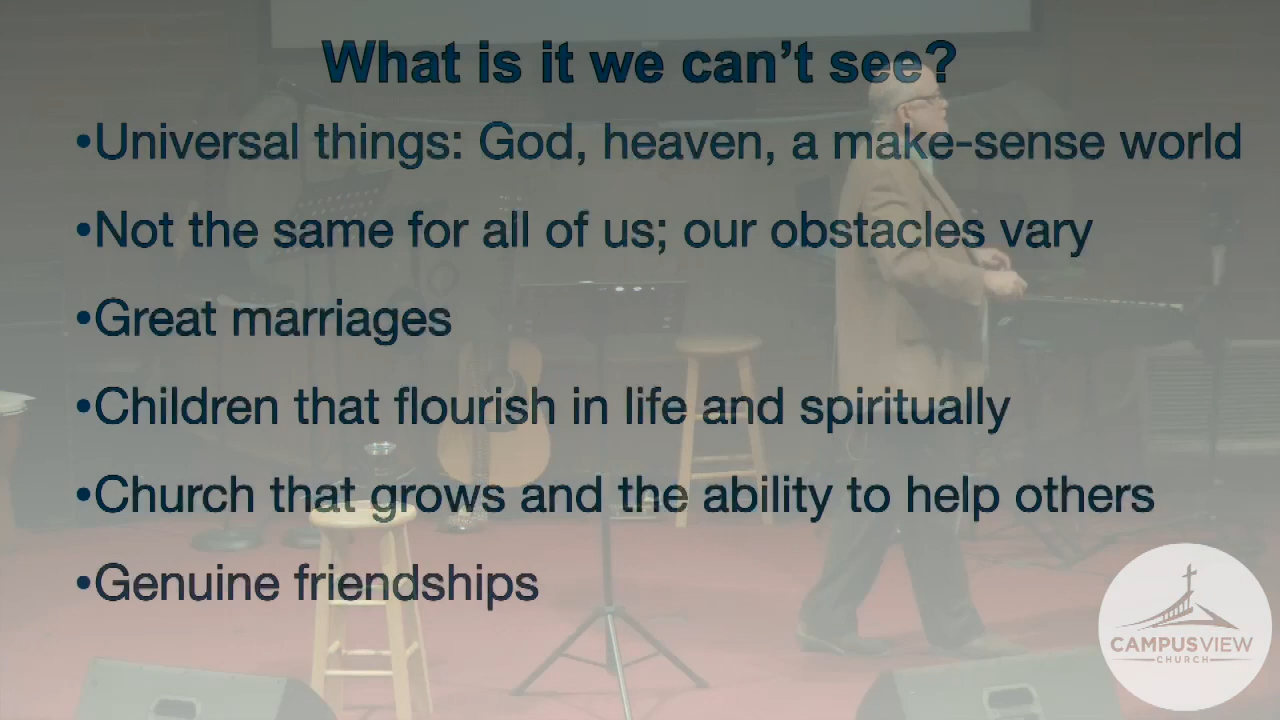 What is it we can't see?
•Universal things: God, heaven, a make-sense world
•Not the same for all of us; our obstacles vary
•Great marriages
•Children that flourish in life and spiritually
•Church that grows and the ability to help others
•Genuine friendships
CAMPUSVIEW
CHURCH